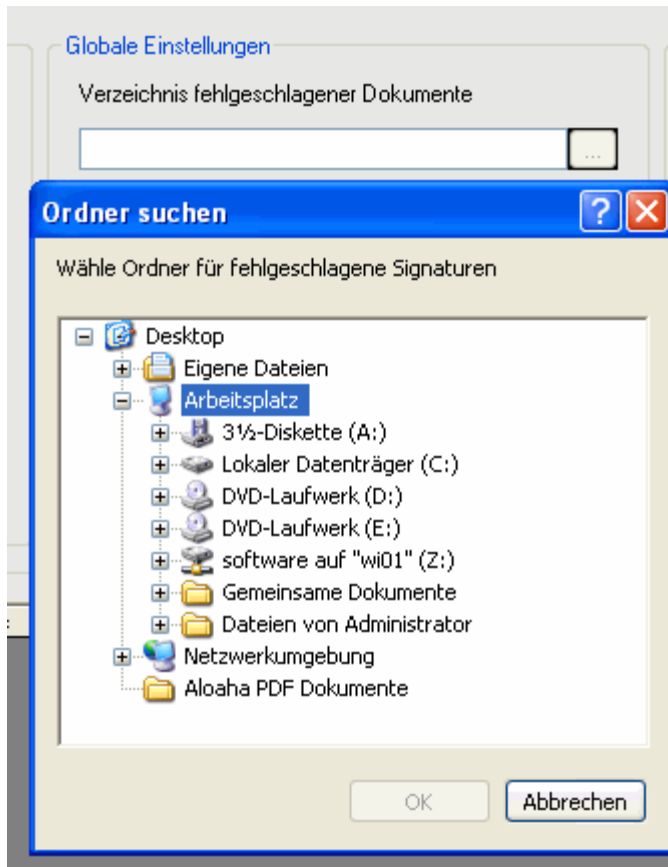 Globale Einstellungen
Verzeichnis fehlgeschlagener Dokumente
...
Ordner suchen
Wähle Ordner für fehlgeschlagene Signaturen
Desktop
Eigene Dateien
Arbeitsplatz
3½-Diskette (A:)
Lokaler Datenträger (C:)
DVD-Laufwerk (D:)
DVD-Laufwerk (E:)
software auf "wi01" (Z:)
Gemeinsame Dokumente
Dateien von Administrator
Netzwerkumgebung
Aloaha PDF Dokumente
OK Abbrechen